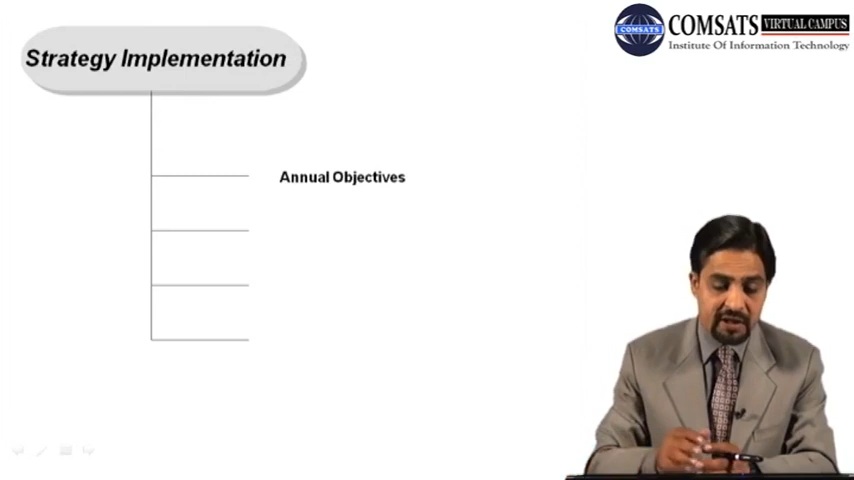 Strategy Implementation
COMSATS
COMSATS VIRTUAL CAMPUS
Institute Of Information Technology
Annual Objectives